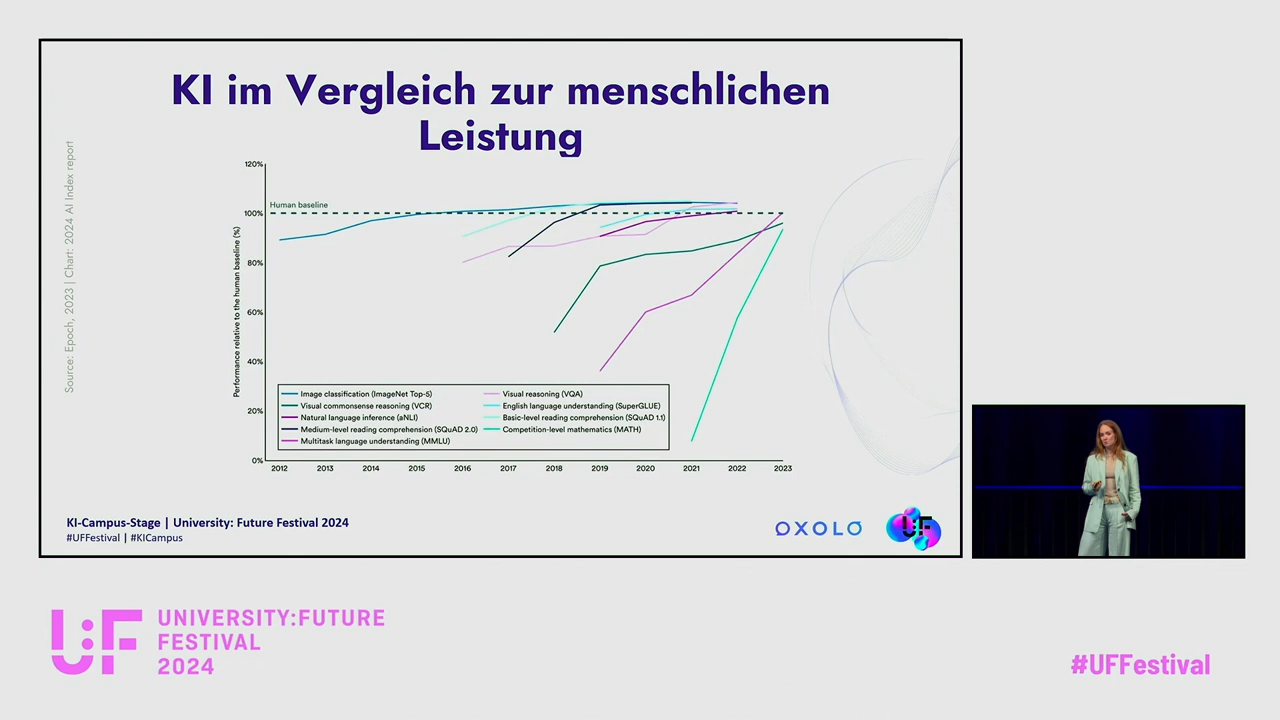 KI im Vergleich zur menschlichen
Leistung
Source: Epoch, 2023 | Chart: 2024 AI Index report
Performance relative to the human baseline (%)
120%
100%
80%
60%
40%
20%
0%
Human baseline
Image classification (ImageNet Top-5)
Visual commonsense reasoning (VCR)
Natural language inference (aNLI)
Medium-level reading comprehension (SQuAD 2.0)
Multitask language understanding (MMLU)
Visual reasoning (VQA)
English language understanding (SuperGLUE)
Basic-level reading comprehension (SQuAD 1.1)
Competition-level mathematics (MATH)
2012 2013 2014 2015 2016 2017 2018 2019 2020 2021 2022 2023
KI-Campus-Stage | University: Future Festival 2024
#UFFestival | #KICampus
OXOLO
U:F
U:F
UNIVERSITY:FUTURE
FESTIVAL
2024
#UFFestival